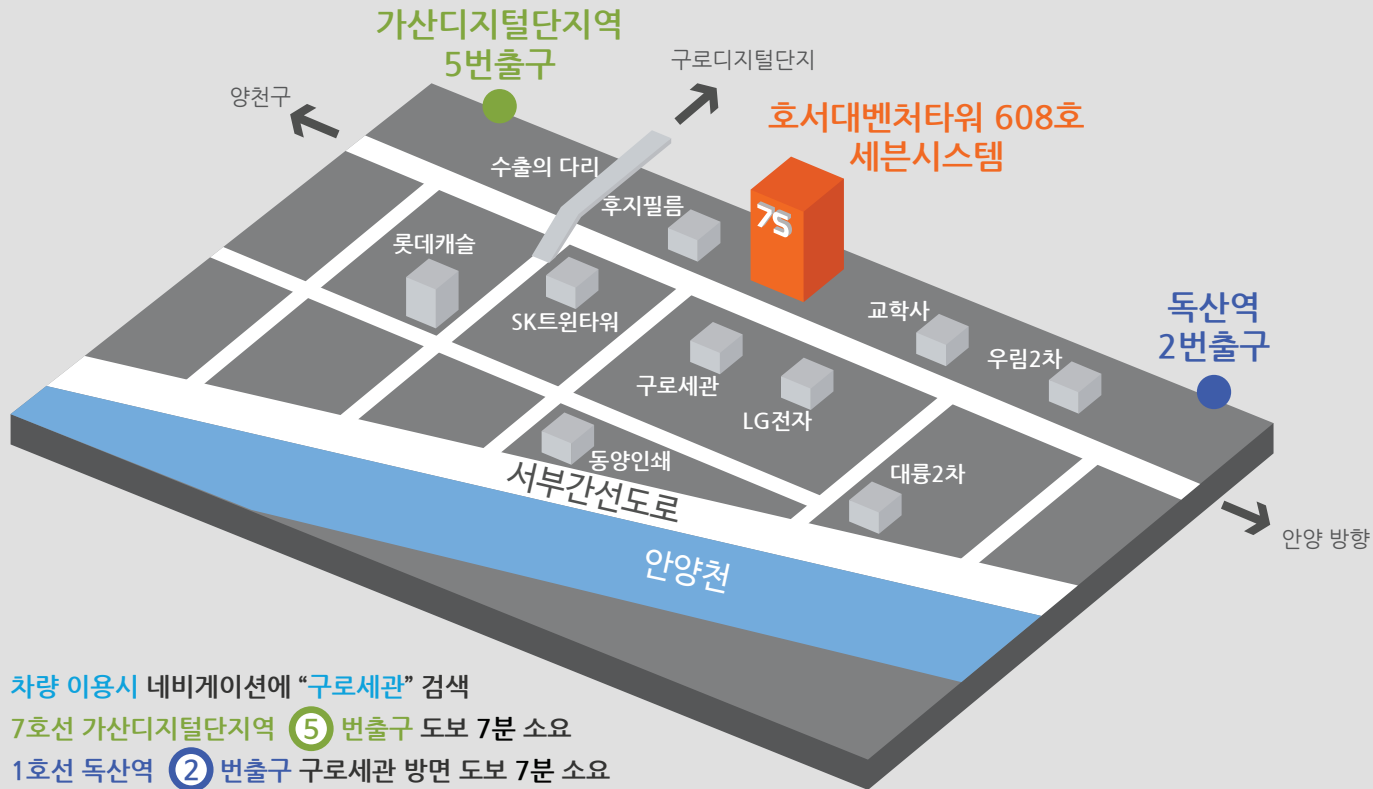 가산디지털단지역
5번출구
구로디지털단지
양천구
호서대벤처타워 608호
세븐시스템
수출의 다리
후지필름
7S
롯데캐슬
SK트윈타워
교학사
독산역
2번출구
우림2차
구로세관
LG전자
동양인쇄
대륭2차
서부간선도로
안양 방향
안양천
차량 이용시 네비게이션에 “구로세관” 검색
7호선 가산디지털단지역 5 번출구 도보 7분 소요
1호선 독산역 2 번출구 구로세관 방면 도보 7분 소요